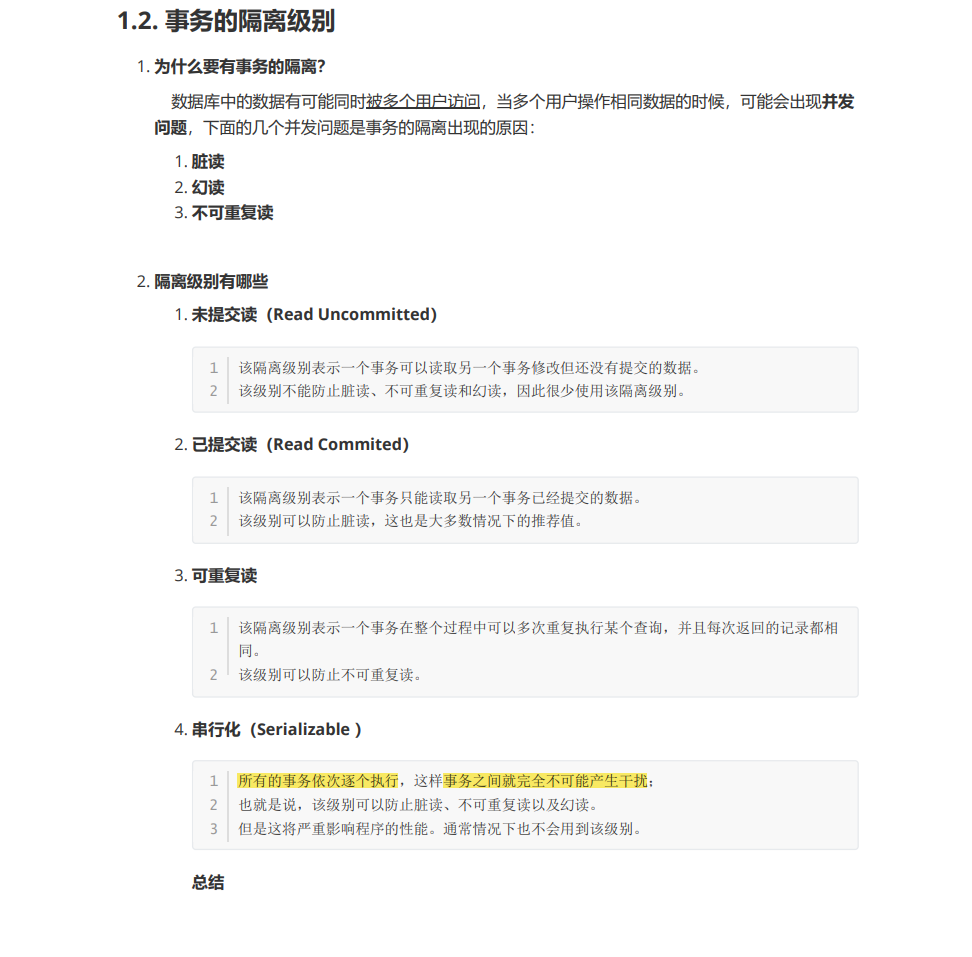 1.2. 事务的隔离级别
1. 为什么要有事务的隔离？
数据库中的数据有可能同时被多个用户访问，当多个用户操作相同数据的时候，可能会出现并发
问题，下面的几个并发问题是事务的隔离出现的原因：
1. 脏读
2. 幻读
3. 不可重复读
2. 隔离级别有哪些
1. 未提交读（Read Uncommitted）
1 该隔离级别表示一个事务可以读取另一个事务修改但还没有提交的数据。
2 该级别不能防止脏读、不可重复读和幻读，因此很少使用该隔离级别。
2. 已提交读（Read Commited）
1 该隔离级别表示一个事务只能读取另一个事务已经提交的数据。
2 该级别可以防止脏读，这也是大多数情况下的推荐值。
3. 可重复读
1 该隔离级别表示一个事务在整个过程中可以多次重复执行某个查询，并且每次返回的记录都相
同。
2 该级别可以防止不可重复读。
4. 串行化（Serializable ）
1 所有的事务依次逐个执行，这样事务之间就完全不可能产生干扰；
2 也就是说，该级别可以防止脏读、不可重复读以及幻读。
3 但是这将严重影响程序的性能。通常情况下也不会用到该级别。
总结